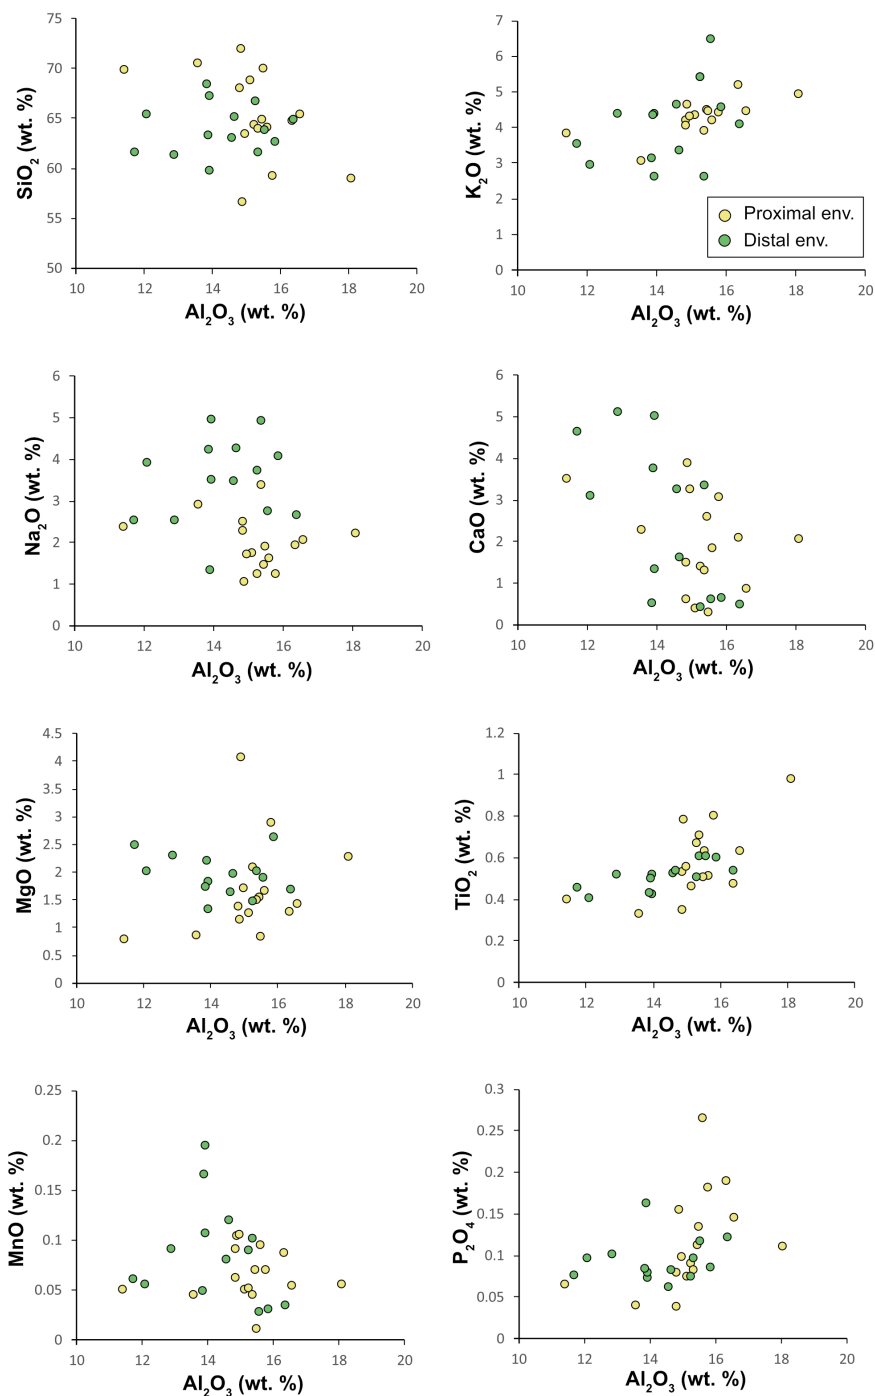 75
70
65
60
55
50
SiO₂ (wt. %)
10 12 14 16 18 20
Al₂O₃ (wt. %)
7
6
5
4
3
2
1
0
K₂O (wt. %)
Proximal env.
Distal env.
10 12 14 16 18 20
Al₂O₃ (wt. %)
6
5
4
3
2
1
0
Na₂O (wt. %)
10 12 14 16 18 20
Al₂O₃ (wt. %)
6
5
4
3
2
1
0
CaO (wt. %)
10 12 14 16 18 20
Al₂O₃ (wt. %)
4.5
4
3.5
3
2.5
2
1.5
1
0.5
0
MgO (wt. %)
10 12 14 16 18 20
Al₂O₃ (wt. %)
1.2
1
0.8
0.6
0.4
0.2
0
TiO₂ (wt. %)
10 12 14 16 18 20
Al₂O₃ (wt. %)
0.25
0.2
0.15
0.1
0.05
0
MnO (wt. %)
10 12 14 16 18 20
Al₂O₃ (wt. %)
0.3
0.25
0.2
0.15
0.1
0.05
0
P₂O₄ (wt. %)
10 12 14 16 18 20
Al₂O₃ (wt. %)